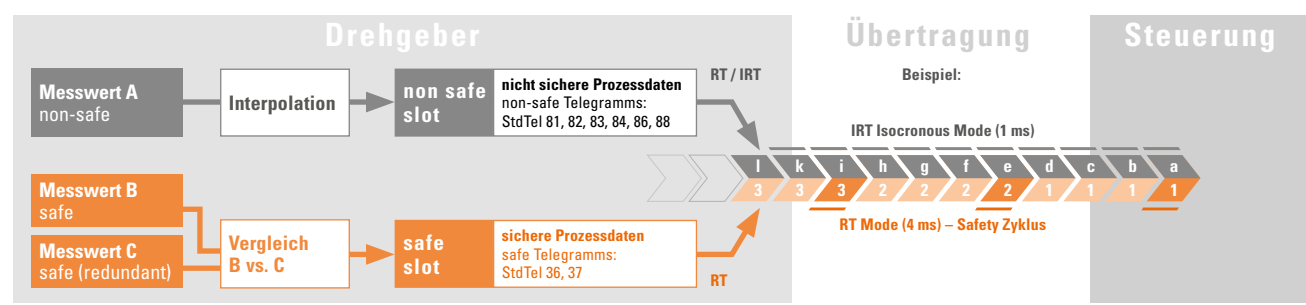 Drehgeber
Übertragung
Steuerung
Messwert A
non-safe
Interpolation
non safe
slot
nicht sichere Prozessdaten
non-safe Telegramms:
StdTel 81, 82, 83, 84, 86, 88
RT / IRT
Beispiel:
IRT Isocronous Mode (1 ms)
l k i h g f e d c b a
3 3 3 2 2 2 2 1 1 1 1
RT Mode (4 ms) – Safety Zyklus
Messwert B
safe
Messwert C
safe (redundant)
Vergleich
B vs. C
safe
slot
sichere Prozessdaten
safe Telegramms:
StdTel 36, 37
RT